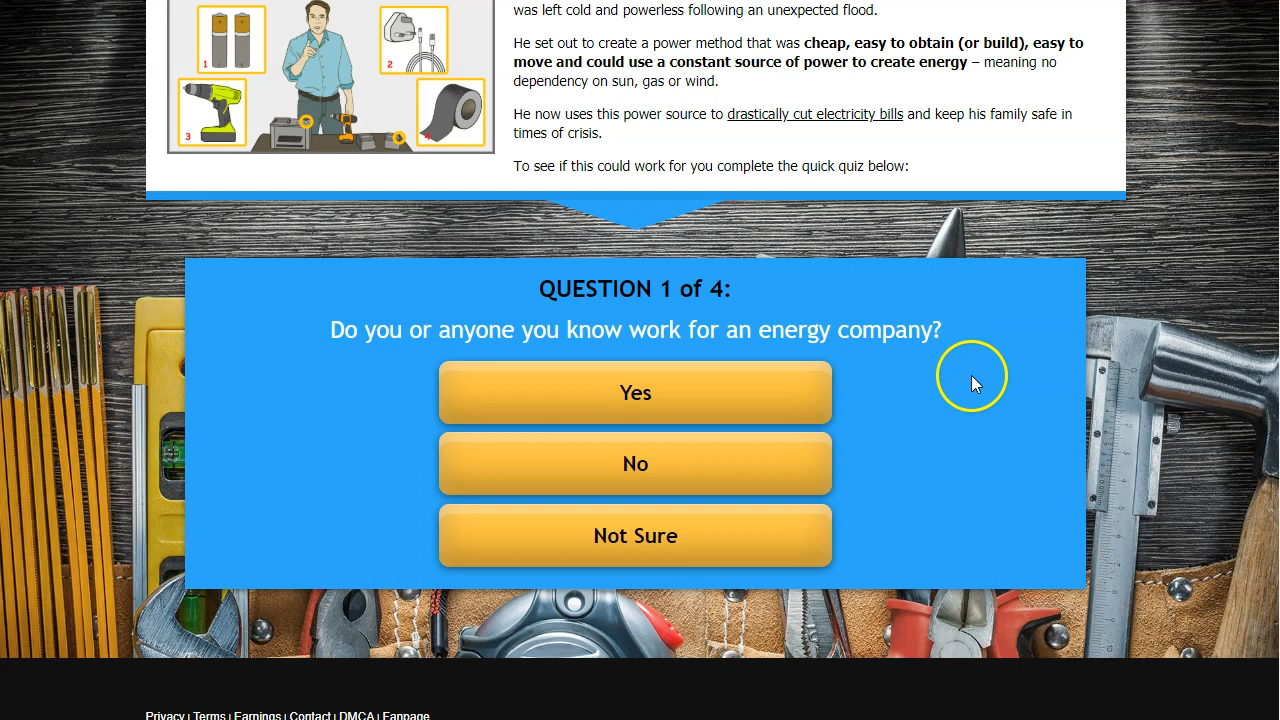 was left cold and powerless following an unexpected flood.
He set out to create a power method that was cheap, easy to obtain (or build), easy to
move and could use a constant source of power to create energy – meaning no
dependency on sun, gas or wind.
He now uses this power source to drastically cut electricity bills and keep his family safe in
times of crisis.
To see if this could work for you complete the quick quiz below:
1
2
3
4
QUESTION 1 of 4:
Do you or anyone you know work for an energy company?
Yes
No
Not Sure
Privacy | Terms | Earnings | Contact | DMCA | Fanpage